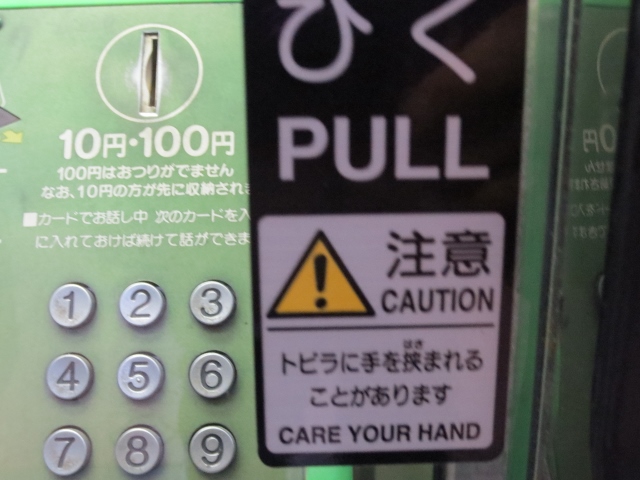 10円・100円
100円はおつりがでません
なお、10円の方が先に収納され
■カードでお話し中 次のカードを入
に入れておけば続けて話ができま
1 2 3
4 5 6
7 8 9
ひく
PULL
注意
CAUTION
トビラに手を挟まれる
はさ
ことがあります
CARE YOUR HAND